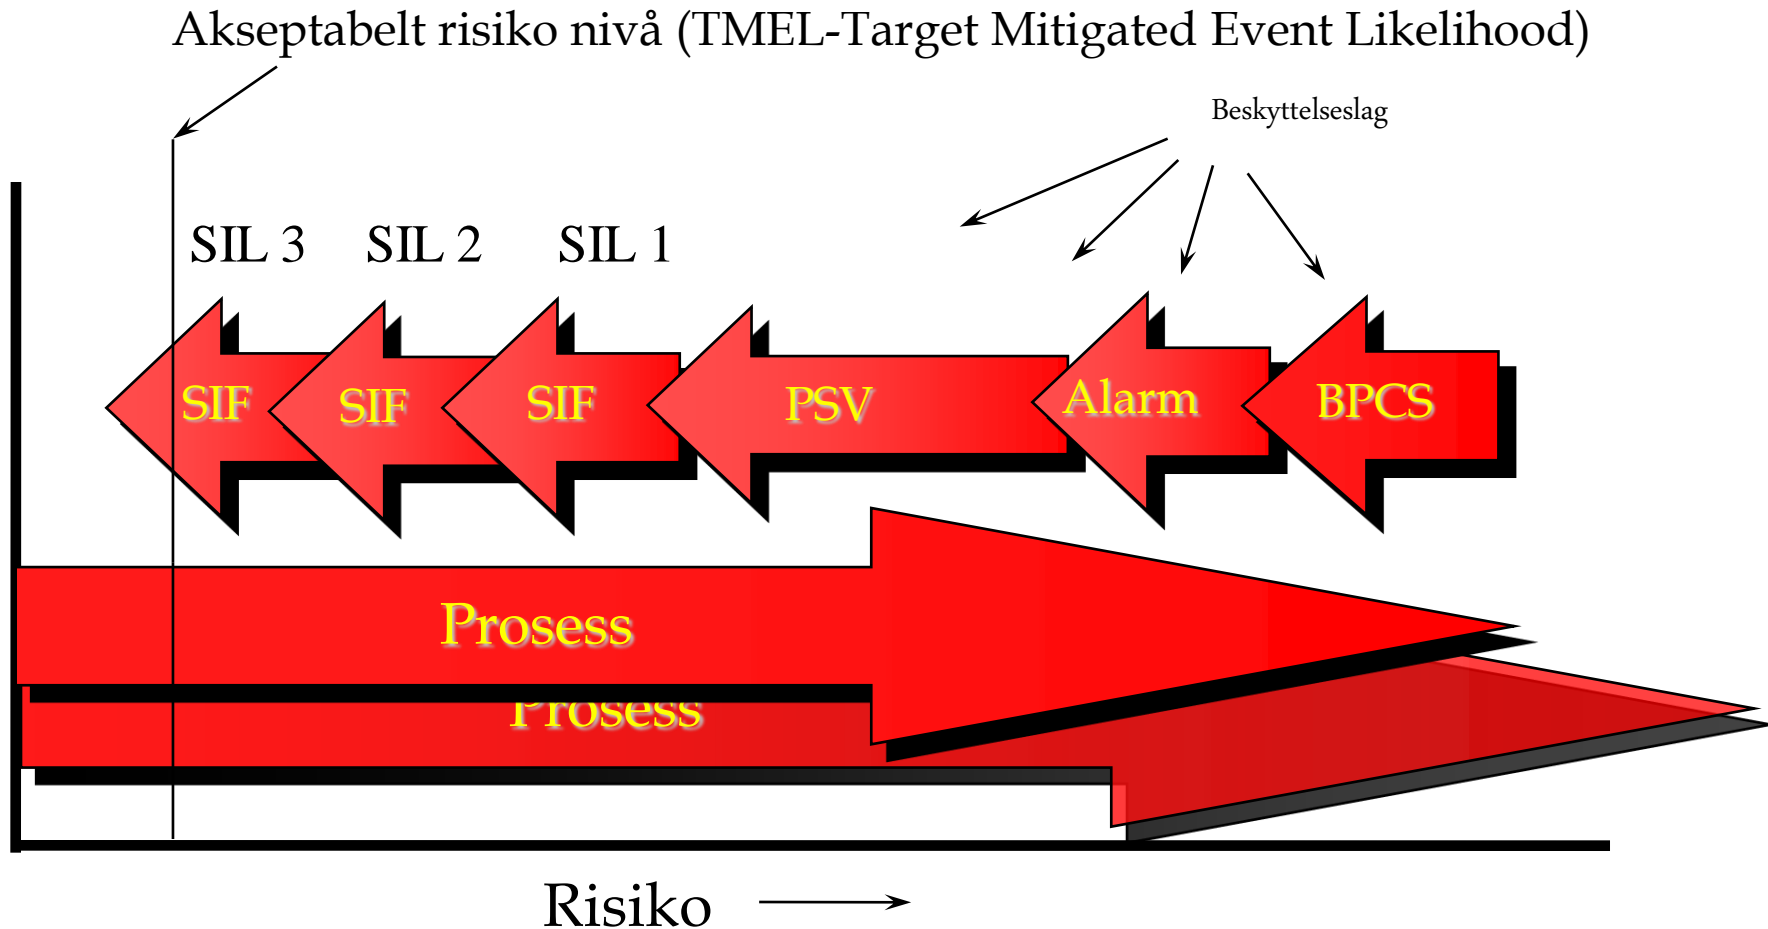 Akseptabelt risiko nivå (TMEL-Target Mitigated Event Likelihood)
Beskyttelseslag
SIL 3 SIL 2 SIL 1
SIF SIF SIF PSV Alarm BPCS
Prosess
Prosess
Risiko